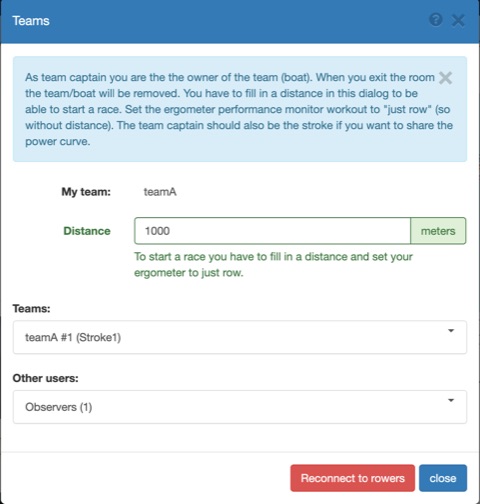 Teams
As team captain you are the the owner of the team (boat). When you exit the room
the team/boat will be removed. You have to fill in a distance in this dialog to be
able to start a race. Set the ergometer performance monitor workout to "just row" (so
without distance). The team captain should also be the stroke if you want to share the
power curve.
My team: teamA
Distance 1000 meters
To start a race you have to fill in a distance and set your
ergometer to just row.
Teams:
teamA #1 (Stroke1)
Other users:
Observers (1)
Reconnect to rowers close